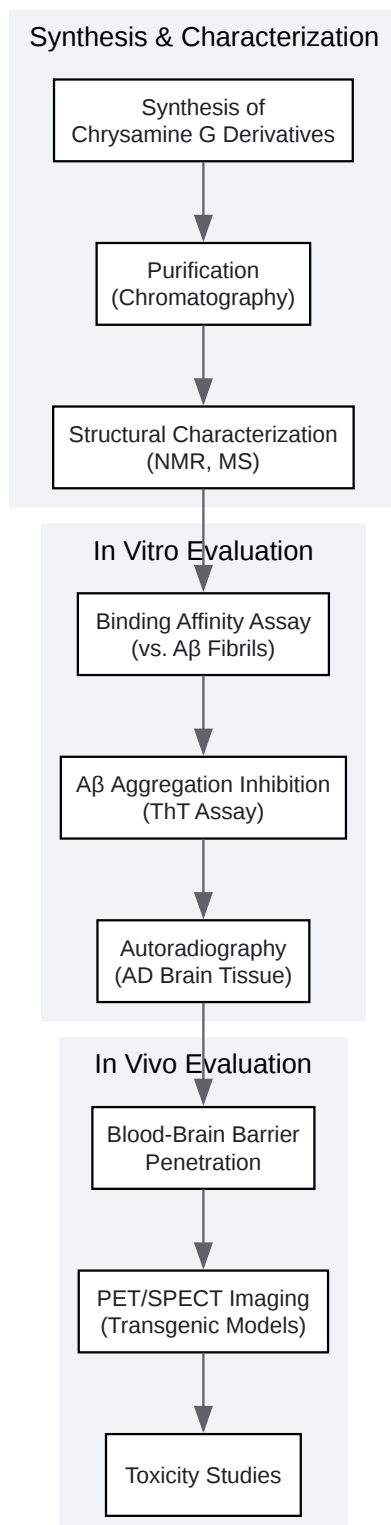 Synthesis & Characterization
Synthesis of
Chrysamine G Derivatives
Purification
(Chromatography)
Structural Characterization
(NMR, MS)
In Vitro Evaluation
Binding Affinity Assay
(vs. Aβ Fibrils)
Aβ Aggregation Inhibition
(ThT Assay)
Autoradiography
(AD Brain Tissue)
In Vivo Evaluation
Blood-Brain Barrier
Penetration
PET/SPECT Imaging
(Transgenic Models)
Toxicity Studies